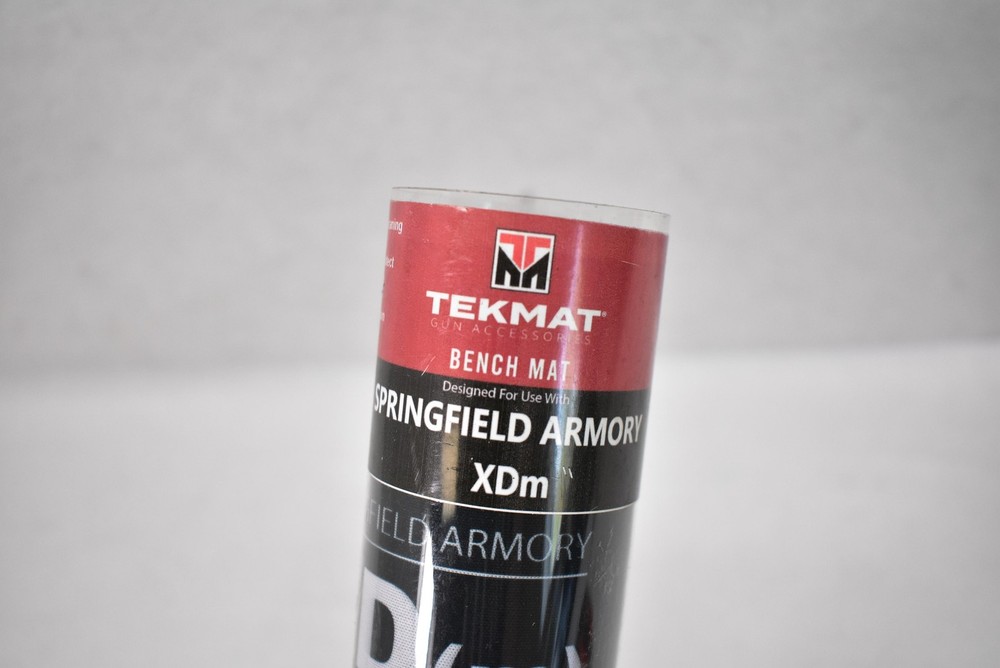 TEKMAT®
GUN ACCESSORIES
BENCH MAT
Designed For Use With
SPRINGFIELD ARMORY
XDm
FIELD ARMORY